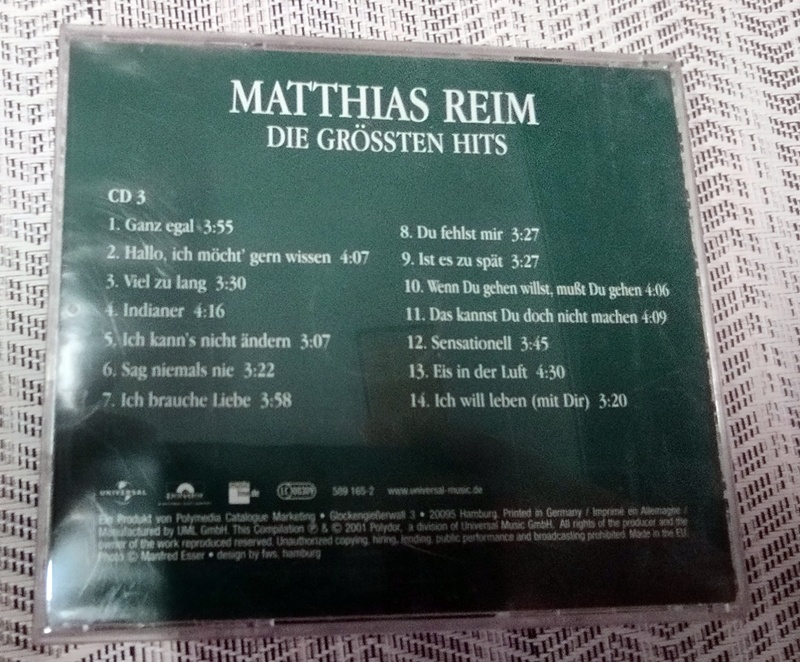 MATTHIAS REIM
DIE GRÖSSTEN HITS
CD 3
1. Ganz egal 3:55
2. Hallo, ich möcht' gern wissen 4:07
3. Viel zu lang 3:30
4. Indianer 4:16
5. Ich kann's nicht ändern 3:07
6. Sag niemals nie 3:22
7. Ich brauche Liebe 3:58
8. Du fehlst mir 3:27
9. Ist es zu spät 3:27
10. Wenn Du gehen willst, mußt Du gehen 4:06
11. Das kannst Du doch nicht machen 4:09
12. Sensationell 3:45
13. Eis in der Luft 4:30
14. Ich will leben (mit Dir) 3:20
UNIVERSAL LC 00309 589 165-2 www.universal-music.de
Ein Produkt von Polymedia Catalogue Marketing • Glockengießerwall 3 • 20095 Hamburg. Printed in Germany / Imprimé en Allemagne /
Manufactured by UML GmbH. This Compilation ℗ & © 2001 Polydor, a division of Universal Music GmbH. All rights of the producer and the
owner of the work reproduced reserved. Unauthorized copying, hiring, lending, public performance and broadcasting prohibited. Made in the EU.
Photo © Manfred Esser • design by fws, hamburg